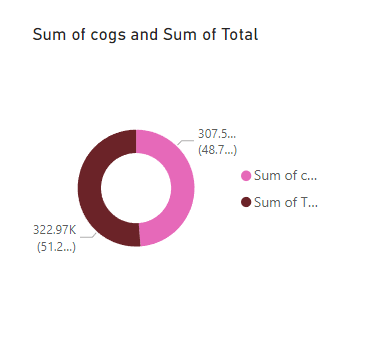 Sum of cogs and Sum of Total
307.5...
(48.7...)
Sum of c...
Sum of T...
322.97K
(51.2...)